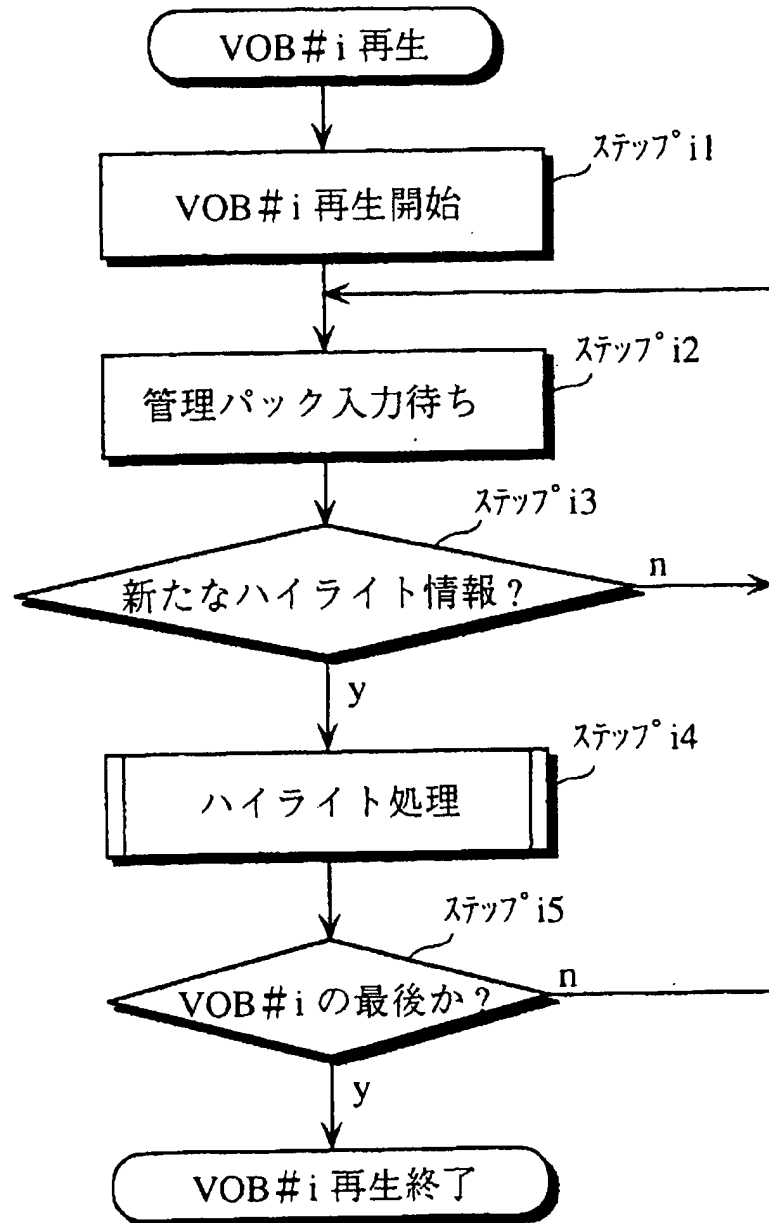 VOB#i 再生
ステップ i1
VOB#i 再生開始
ステップ i2
管理パック入力待ち
ステップ i3
新たなハイライト情報?
n
y
ステップ i4
ハイライト処理
ステップ i5
VOB#i の最後か?
n
y
VOB#i 再生終了